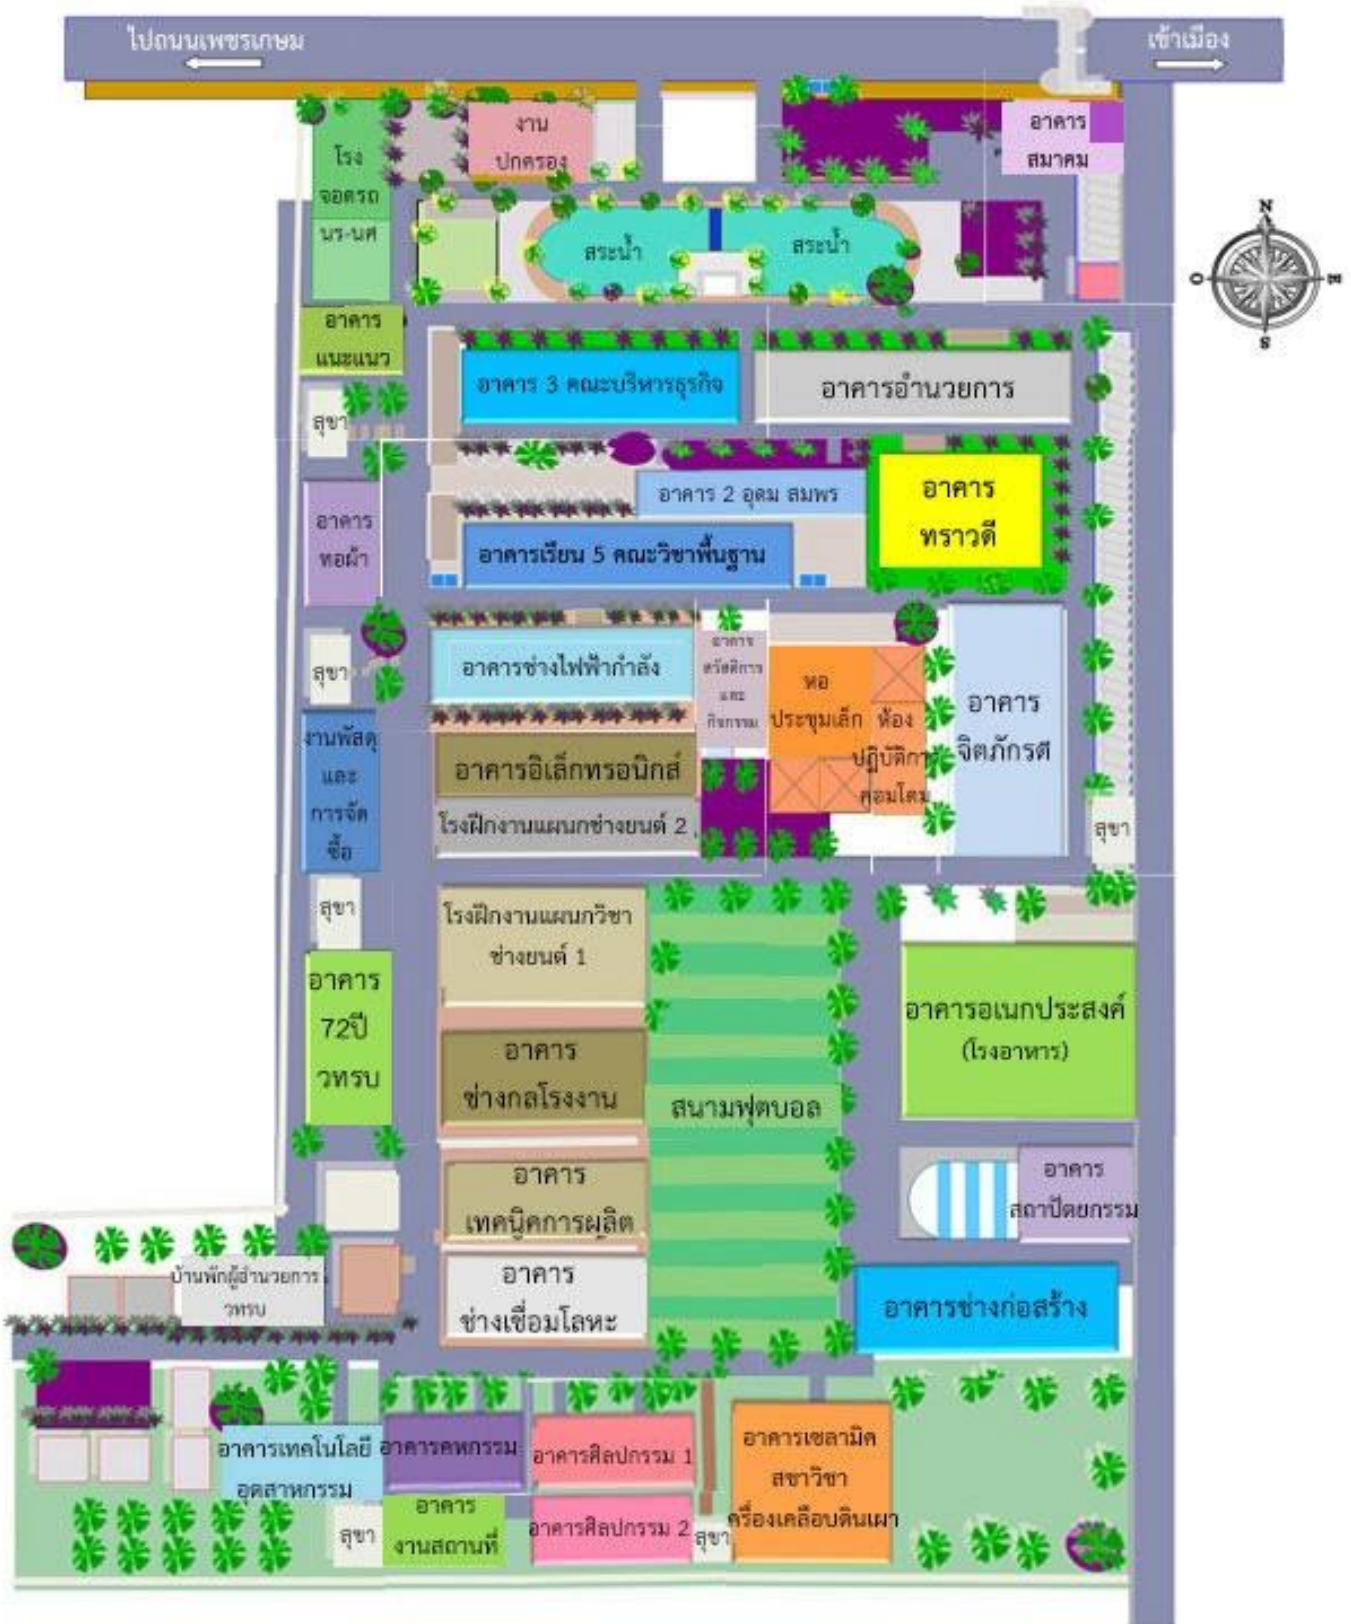 ไปถนนเพชรเกษม
เข้าเมือง
งาน
ปกครอง
อาคาร
สมาคม
โรง
จอดรถ
นร-นศ
สระน้ำ
สระน้ำ
N
O
E
S
อาคาร
แนะแนว
อาคาร 3 คณะบริหารธุรกิจ
อาคารอำนวยการ
สุขา
อาคาร 2 อุดม สมพร
อาคาร
ทราวดี
อาคาร
ทอผ้า
อาคารเรียน 5 คณะวิชาพื้นฐาน
สุขา
อาคารช่างไฟฟ้ากำลัง
อาคาร
สวัสดิการ
และ
กิจกรรม
หอ
ประชุมเล็ก
ห้อง
ปฏิบัติกา
คอมโดม
อาคาร
จิตภักรดี
งานพัสดุ
และ
การจัด
ซื้อ
อาคารอิเล็กทรอนิกส์
โรงฝึกงานแผนกช่างยนต์ 2
สุขา
สุขา
โรงฝึกงานแผนกวิชา
ช่างยนต์ 1
อาคาร
72ปี
วทรบ
อาคาร
ช่างกลโรงงาน
สนามฟุตบอล
อาคารอเนกประสงค์
(โรงอาหาร)
อาคาร
เทคนิคการผลิต
อาคาร
สถาปัตยกรรม
บ้านพักผู้อำนวยการ
วทรบ
อาคาร
ช่างเชื่อมโลหะ
อาคารช่างก่อสร้าง
อาคารเทคโนโลยี
อุตสาหกรรม
อาคารคหกรรม
อาคารศิลปกรรม 1
อาคารเซลามิค
สขาวิชา
ครื่องเคลือบดินเผา
สุขา
อาคาร
งานสถานที่
อาคารศิลปกรรม 2
สุขา